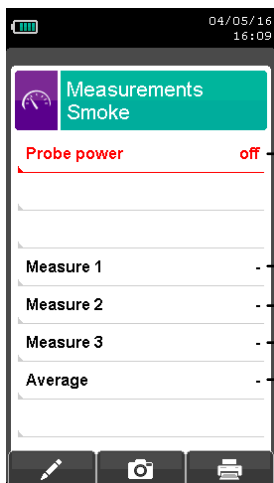 04/05/16
16:09
Measurements
Smoke
Probe power off
Measure 1 -
Measure 2 -
Measure 3 -
Average -